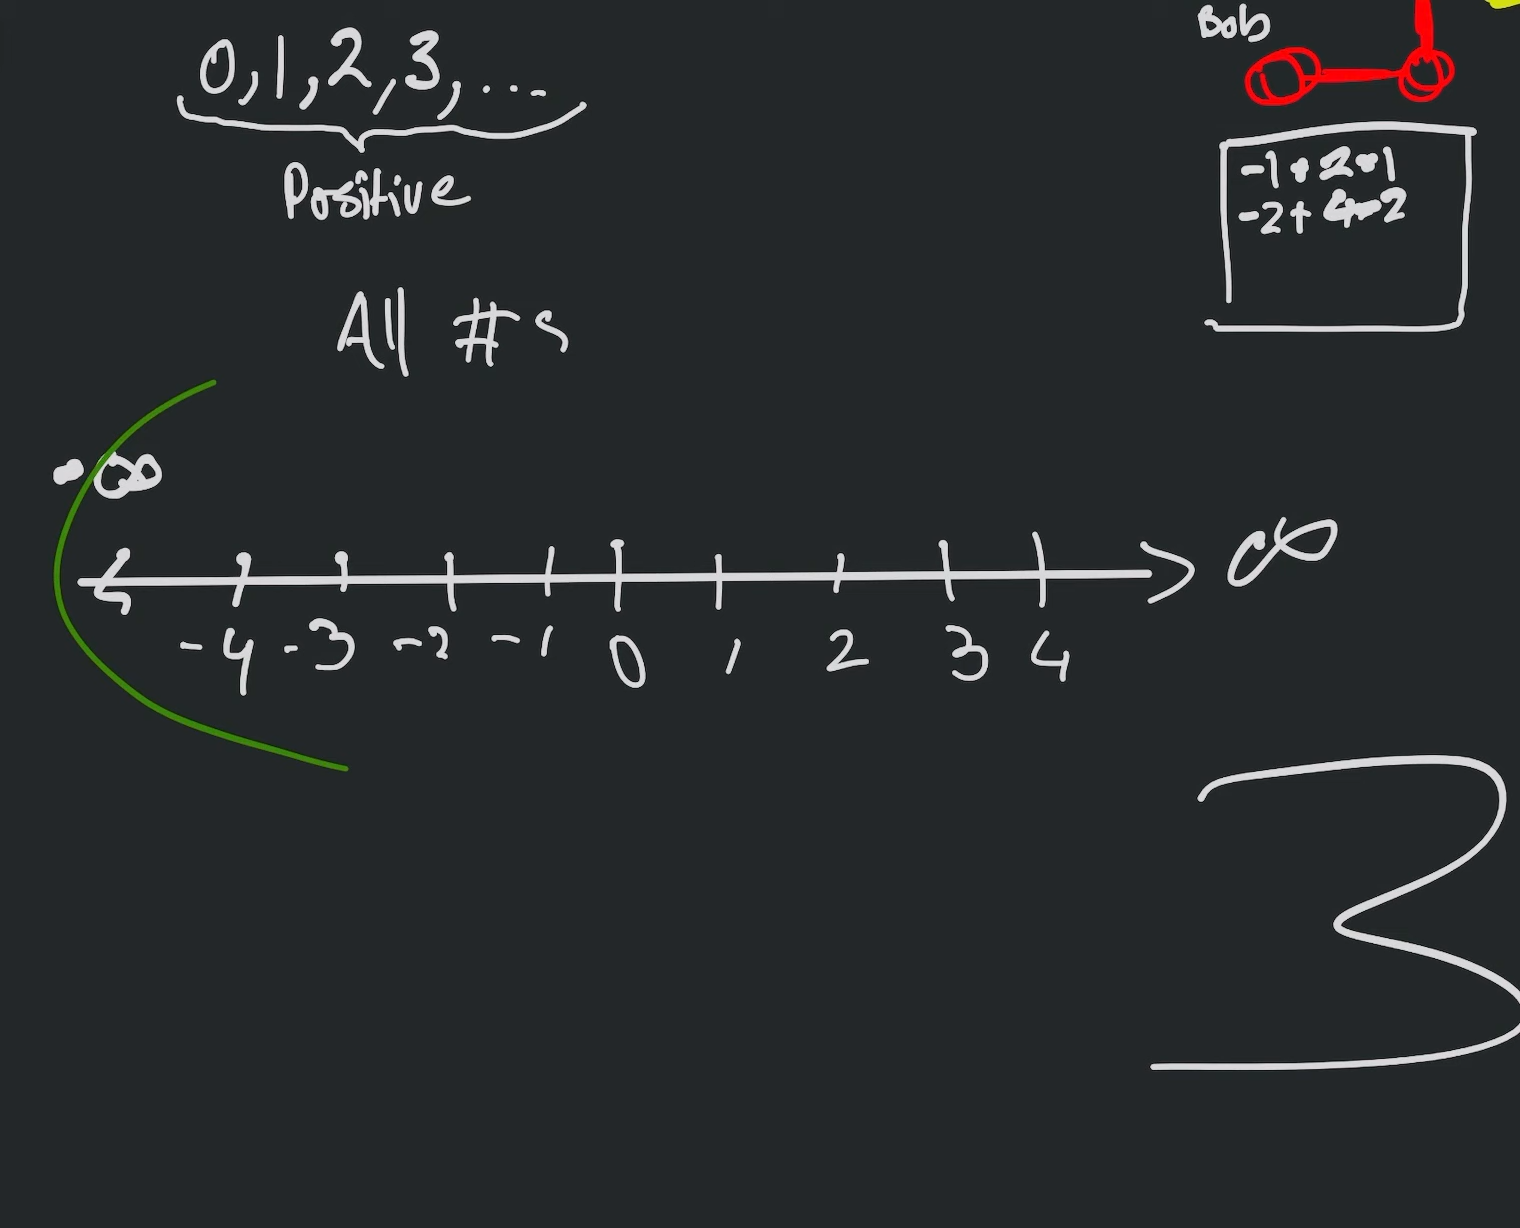 Bob
0,1,2,3,...
-1+2=1
-2+4=2
Positive
All #s
-∞
∞
-4 -3 -2 -1 0 1 2 3 4
3